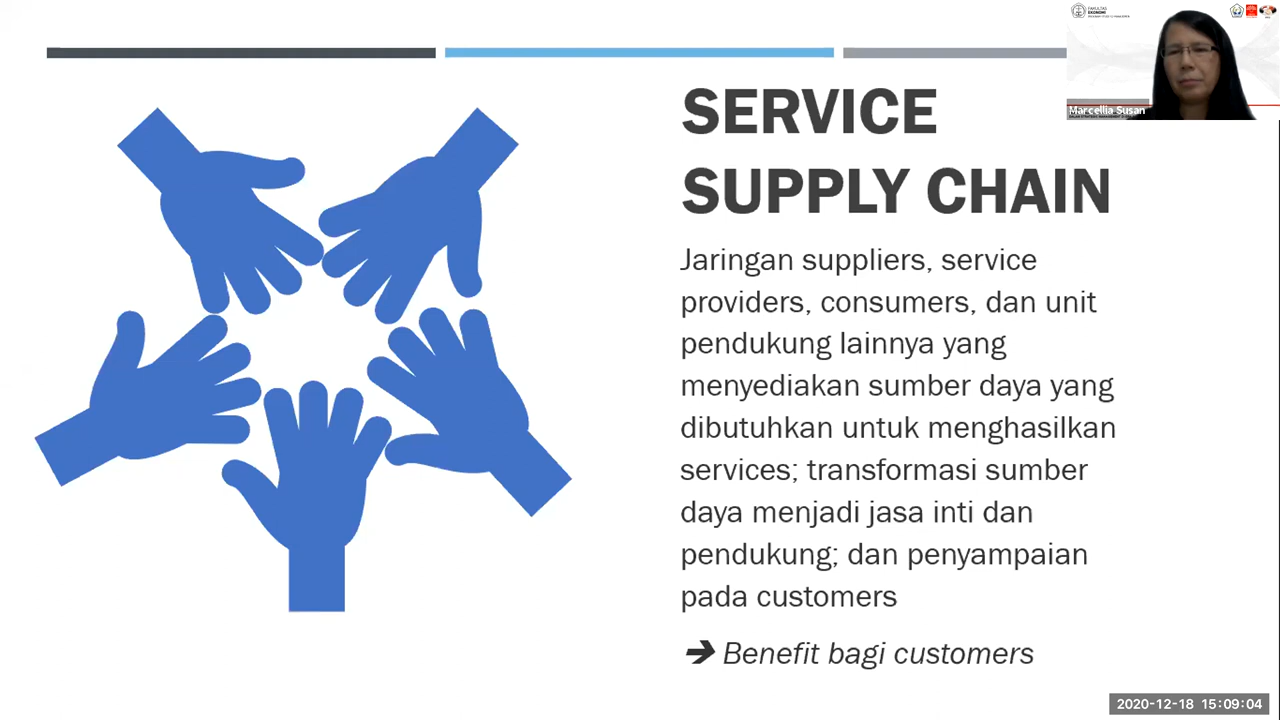 FAKULTAS
EKONOMI
Marcellia Susan
SERVICE
SUPPLY CHAIN
Jaringan suppliers, service
providers, consumers, dan unit
pendukung lainnya yang
menyediakan sumber daya yang
dibutuhkan untuk menghasilkan
services; transformasi sumber
daya menjadi jasa inti dan
pendukung; dan penyampaian
pada customers
➔ Benefit bagi customers
2020-12-18 15:09:04